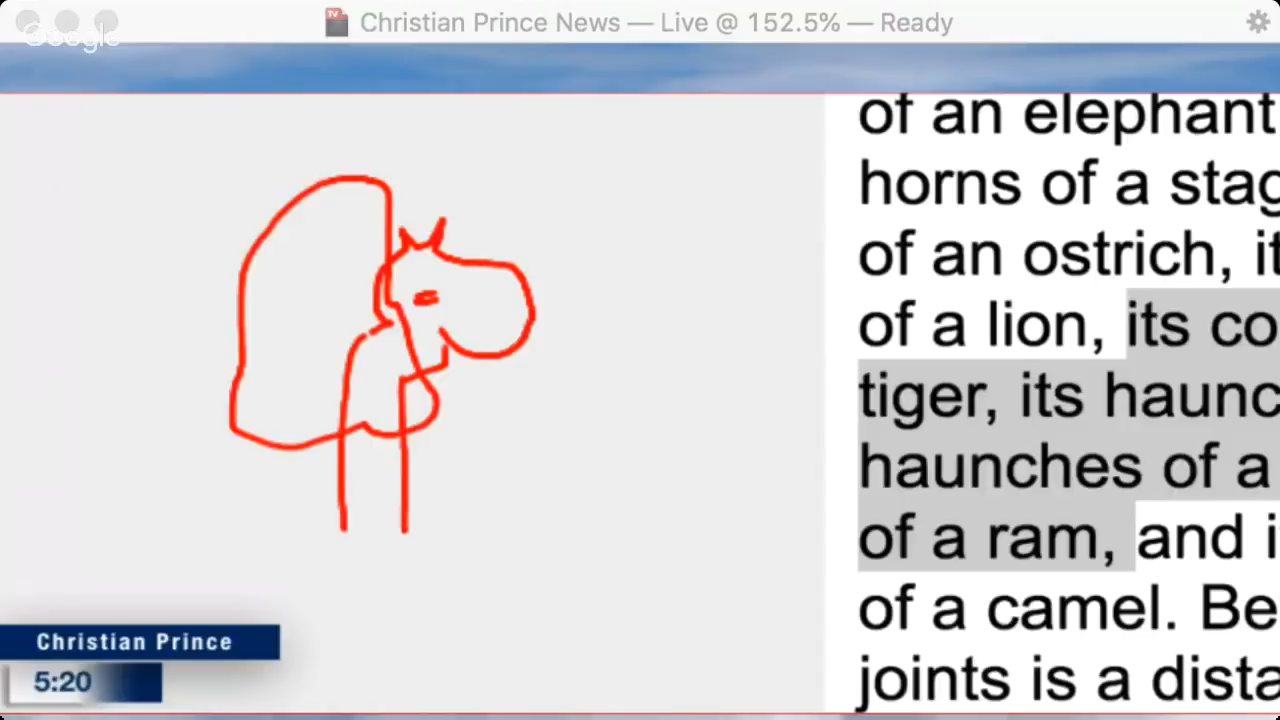 Christian Prince News — Live @ 152.5% — Ready
Google
of an elephant
horns of a stag
of an ostrich, it
of a lion, its co
tiger, its haunc
haunches of a
of a ram, and i
of a camel. Be
joints is a dista
Christian Prince
5:20